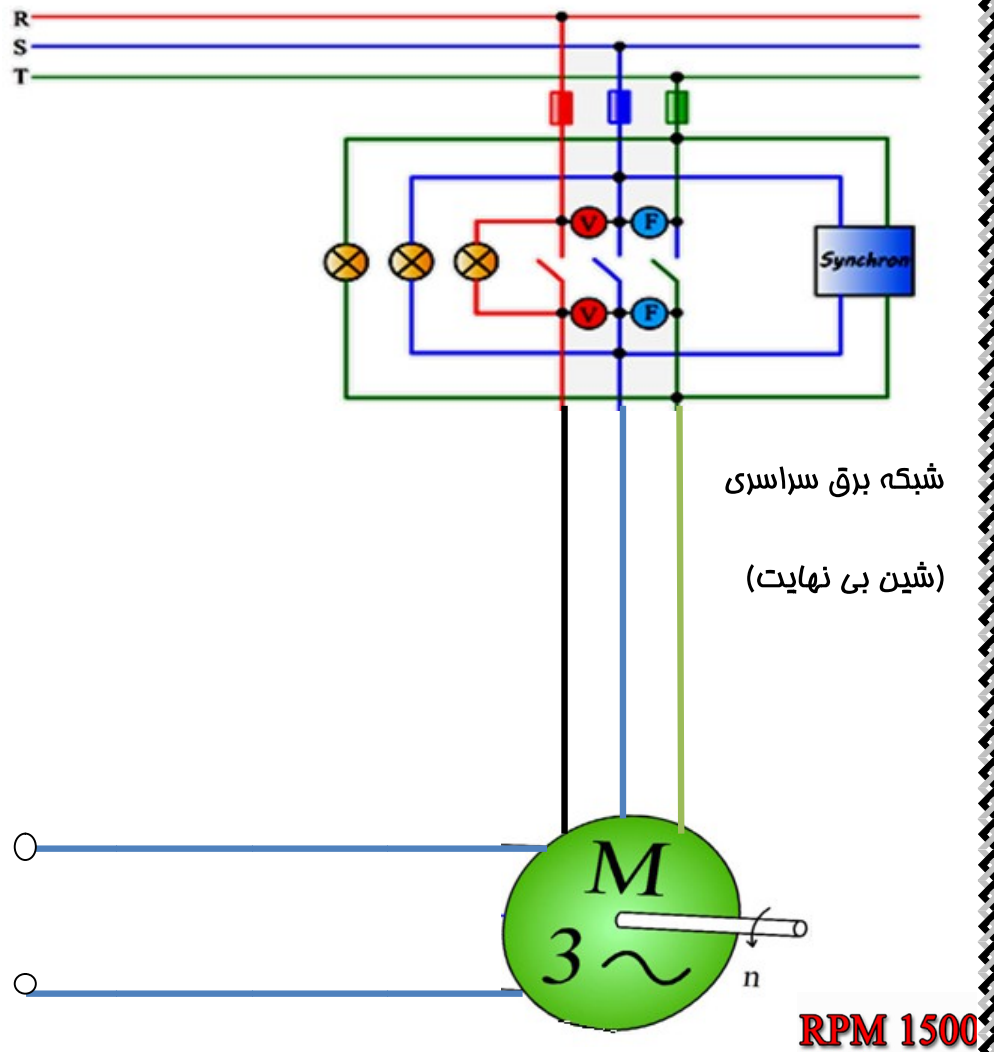 R
S
T
V F
Synchron
V F
شبکه برق سراسری
(شین بی نهایت)
M
3
n
RPM 1500